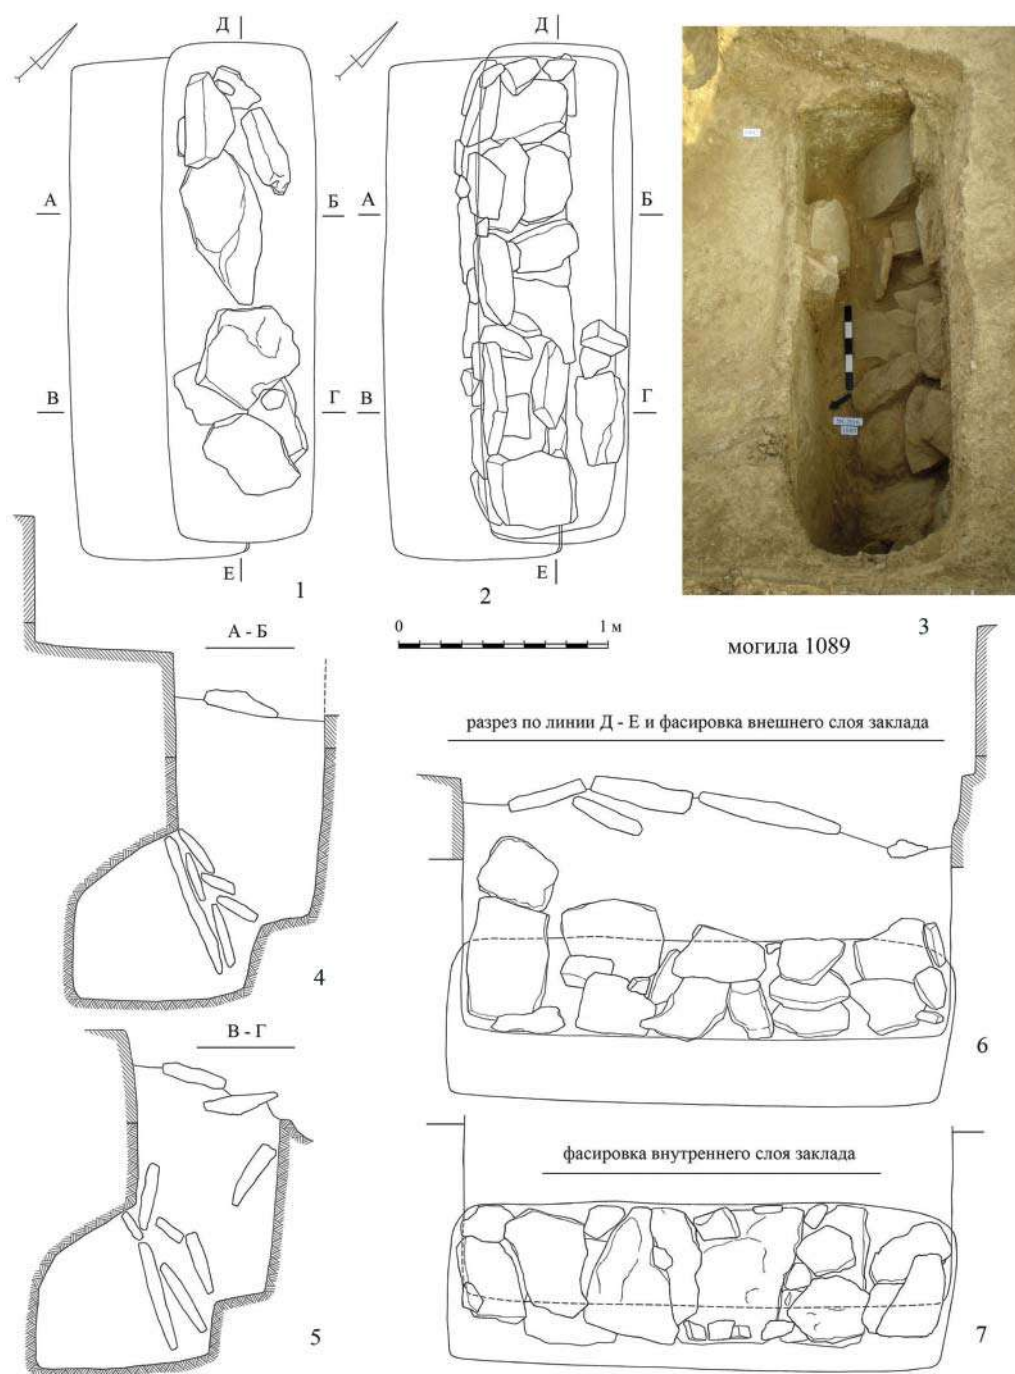 Д
Д
А
Б
А
Б
В
Г
В
Г
Е
Е
1
2
3
0
1 м
могила 1089
А - Б
разрез по линии Д - Е и фасировка внешнего слоя заклада
4
6
В - Г
фасировка внутреннего слоя заклада
5
7